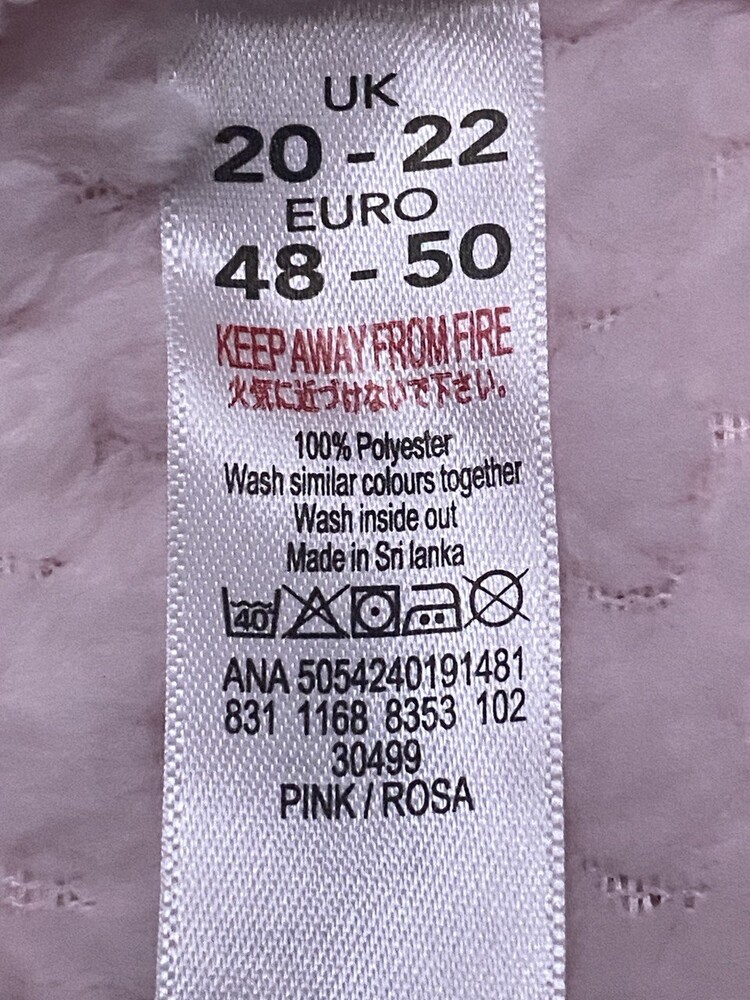 UK
20 - 22
EURO
48 - 50
KEEP AWAY FROM FIRE
火気に近づけないで下さい。
100% Polyester
Wash similar colours together
Wash inside out
Made in Sri lanka
40
ANA 5054240191481
831 1168 8353 102
30499
PINK / ROSA